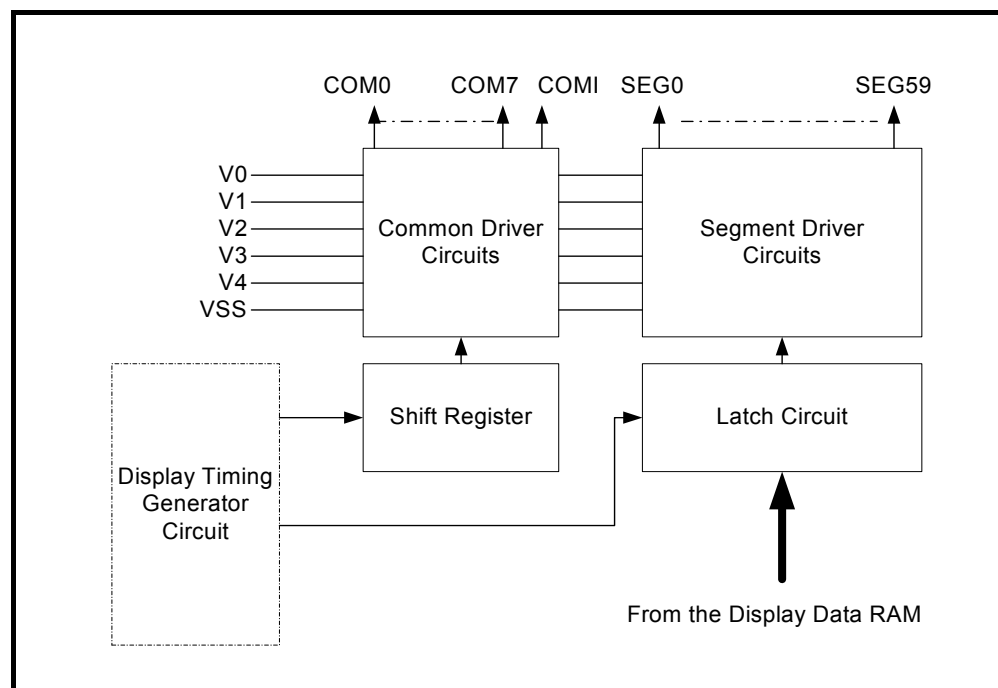 COM0 COM7 COMI SEG0 SEG59
V0
V1
V2
V3
V4
VSS
Common Driver
Circuits
Segment Driver
Circuits
Shift Register
Latch Circuit
Display Timing
Generator
Circuit
From the Display Data RAM